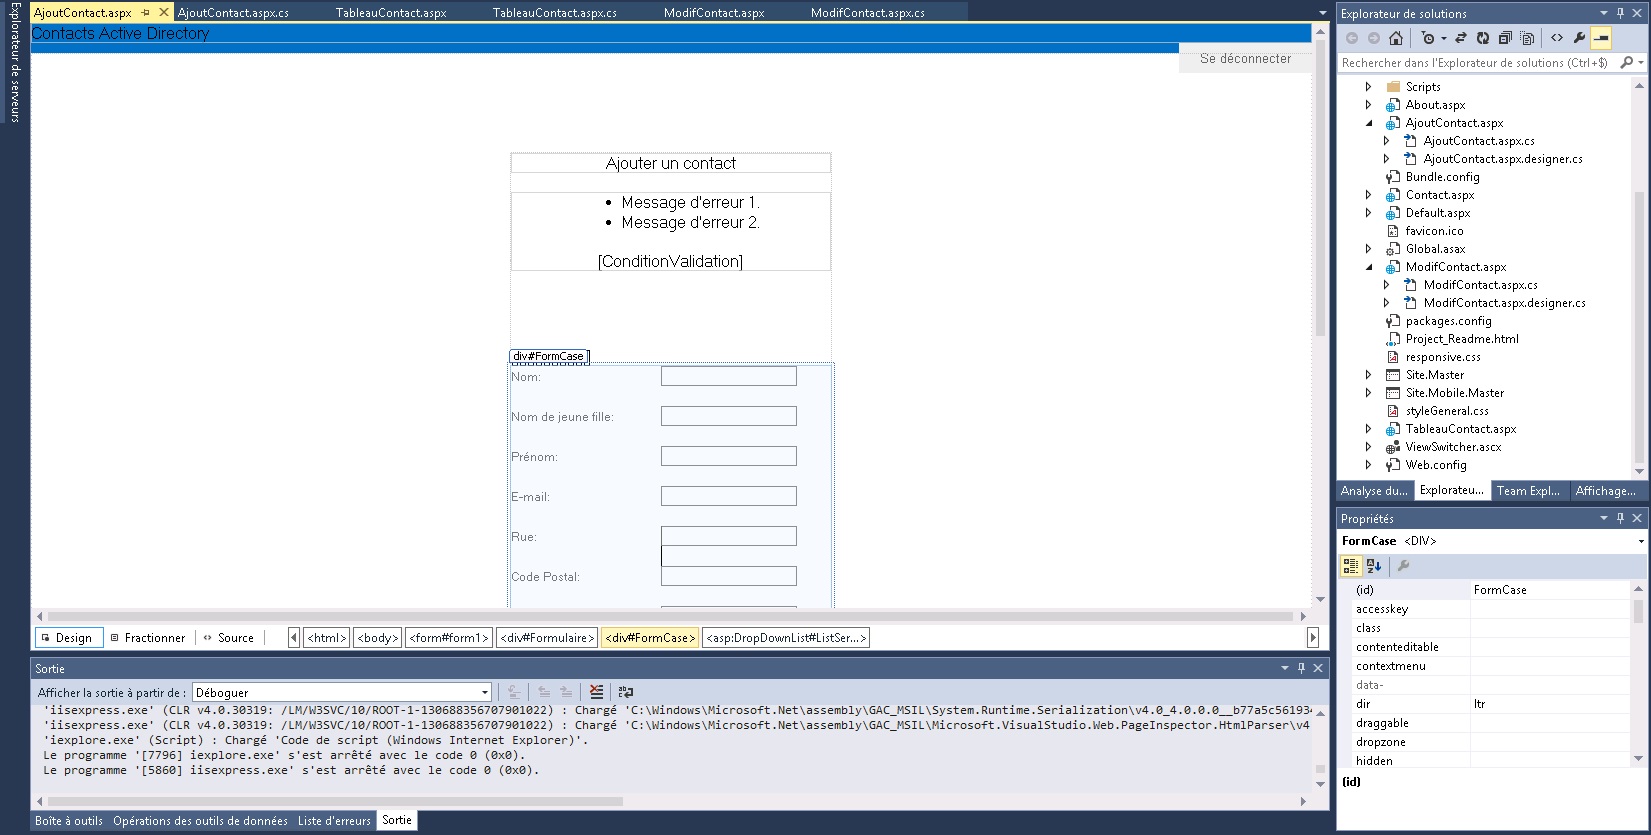 Explorateur de serveurs
AjoutContact.aspx
AjoutContact.aspx.cs
TableauContact.aspx
TableauContact.aspx.cs
ModifContact.aspx
ModifContact.aspx.cs
Contacts Active Directory
Se déconnecter
Ajouter un contact
• Message d'erreur 1.
• Message d'erreur 2.
[ConditionValidation]
div#FormCase
Nom:
Nom de jeune fille:
Prénom:
E-mail:
Rue:
Code Postal:
Design
Fractionner
Source
<html>
<body>
<form#form1>
<div#Formulaire>
<div#FormCase>
<asp:DropDownList#ListSer...>
Sortie
Afficher la sortie à partir de : Déboguer
'iisexpress.exe' (CLR v4.0.30319: /LM/W3SVC/10/ROOT-1-130688356707901022) : Chargé 'C:\Windows\Microsoft.Net\assembly\GAC_MSIL\System.Runtime.Serialization\v4.0_4.0.0.0__b77a5c561934
'iisexpress.exe' (CLR v4.0.30319: /LM/W3SVC/10/ROOT-1-130688356707901022) : Chargé 'C:\Windows\Microsoft.Net\assembly\GAC_MSIL\Microsoft.VisualStudio.Web.PageInspector.HtmlParser\v4
'iexplore.exe' (Script) : Chargé 'Code de script (Windows Internet Explorer)'.
Le programme '[7796] iexplore.exe' s'est arrêté avec le code 0 (0x0).
Le programme '[5860] iisexpress.exe' s'est arrêté avec le code 0 (0x0).
Boîte à outils
Opérations des outils de données
Liste d'erreurs
Sortie
Explorateur de solutions
Rechercher dans l'Explorateur de solutions (Ctrl+$)
Scripts
About.aspx
AjoutContact.aspx
AjoutContact.aspx.cs
AjoutContact.aspx.designer.cs
Bundle.config
Contact.aspx
Default.aspx
favicon.ico
Global.asax
ModifContact.aspx
ModifContact.aspx.cs
ModifContact.aspx.designer.cs
packages.config
Project_Readme.html
responsive.css
Site.Master
Site.Mobile.Master
styleGeneral.css
TableauContact.aspx
ViewSwitcher.ascx
Web.config
Analyse du...
Explorateu...
Team Expl...
Affichage...
Propriétés
FormCase <DIV>
(id) FormCase
accesskey
class
contenteditable
contextmenu
data-
dir ltr
draggable
dropzone
hidden
(id)